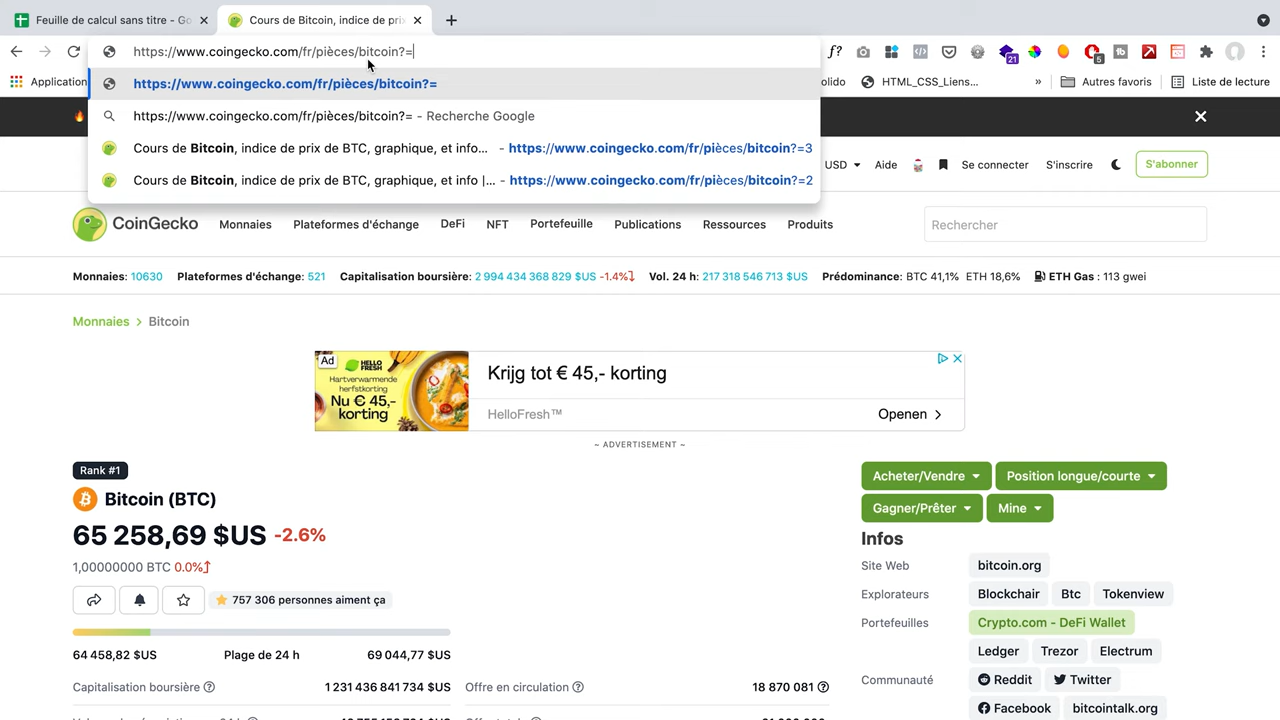 Feuille de calcul sans titre - Go
Cours de Bitcoin, indice de prix
https://www.coingecko.com/fr/pièces/bitcoin?=
f?
21
5
Application
https://www.coingecko.com/fr/pièces/bitcoin?=
olido
HTML_CSS_Liens...
»
Autres favoris
Liste de lecture
https://www.coingecko.com/fr/pièces/bitcoin?= - Recherche Google
Cours de Bitcoin, indice de prix de BTC, graphique, et info... - https://www.coingecko.com/fr/pièces/bitcoin?=3
Cours de Bitcoin, indice de prix de BTC, graphique, et info |... - https://www.coingecko.com/fr/pièces/bitcoin?=2
USD
Aide
Se connecter
S'inscrire
S'abonner
CoinGecko
Monnaies
Plateformes d'échange
DeFi
NFT
Portefeuille
Publications
Ressources
Produits
Rechercher
Monnaies: 10630 Plateformes d'échange: 521 Capitalisation boursière: 2 994 434 368 829 $US -1.4% Vol. 24 h: 217 318 546 713 $US Prédominance: BTC 41,1% ETH 18,6% ETH Gas : 113 gwei
Monnaies > Bitcoin
Ad
HELLO FRESH
Hartverwarmende
herfstkorting
Nu € 45,-
korting
Krijg tot € 45,- korting
HelloFresh™
Openen
~ ADVERTISEMENT ~
Rank #1
Bitcoin (BTC)
65 258,69 $US -2.6%
1,00000000 BTC 0.0%
757 306 personnes aiment ça
64 458,82 $US
Plage de 24 h
69 044,77 $US
Capitalisation boursière
1 231 436 841 734 $US
Offre en circulation
18 870 081
Acheter/Vendre
Position longue/courte
Gagner/Prêter
Mine
Infos
Site Web
bitcoin.org
Explorateurs
Blockchair
Btc
Tokenview
Portefeuilles
Crypto.com - DeFi Wallet
Ledger
Trezor
Electrum
Communauté
Reddit
Twitter
Facebook
bitcointalk.org